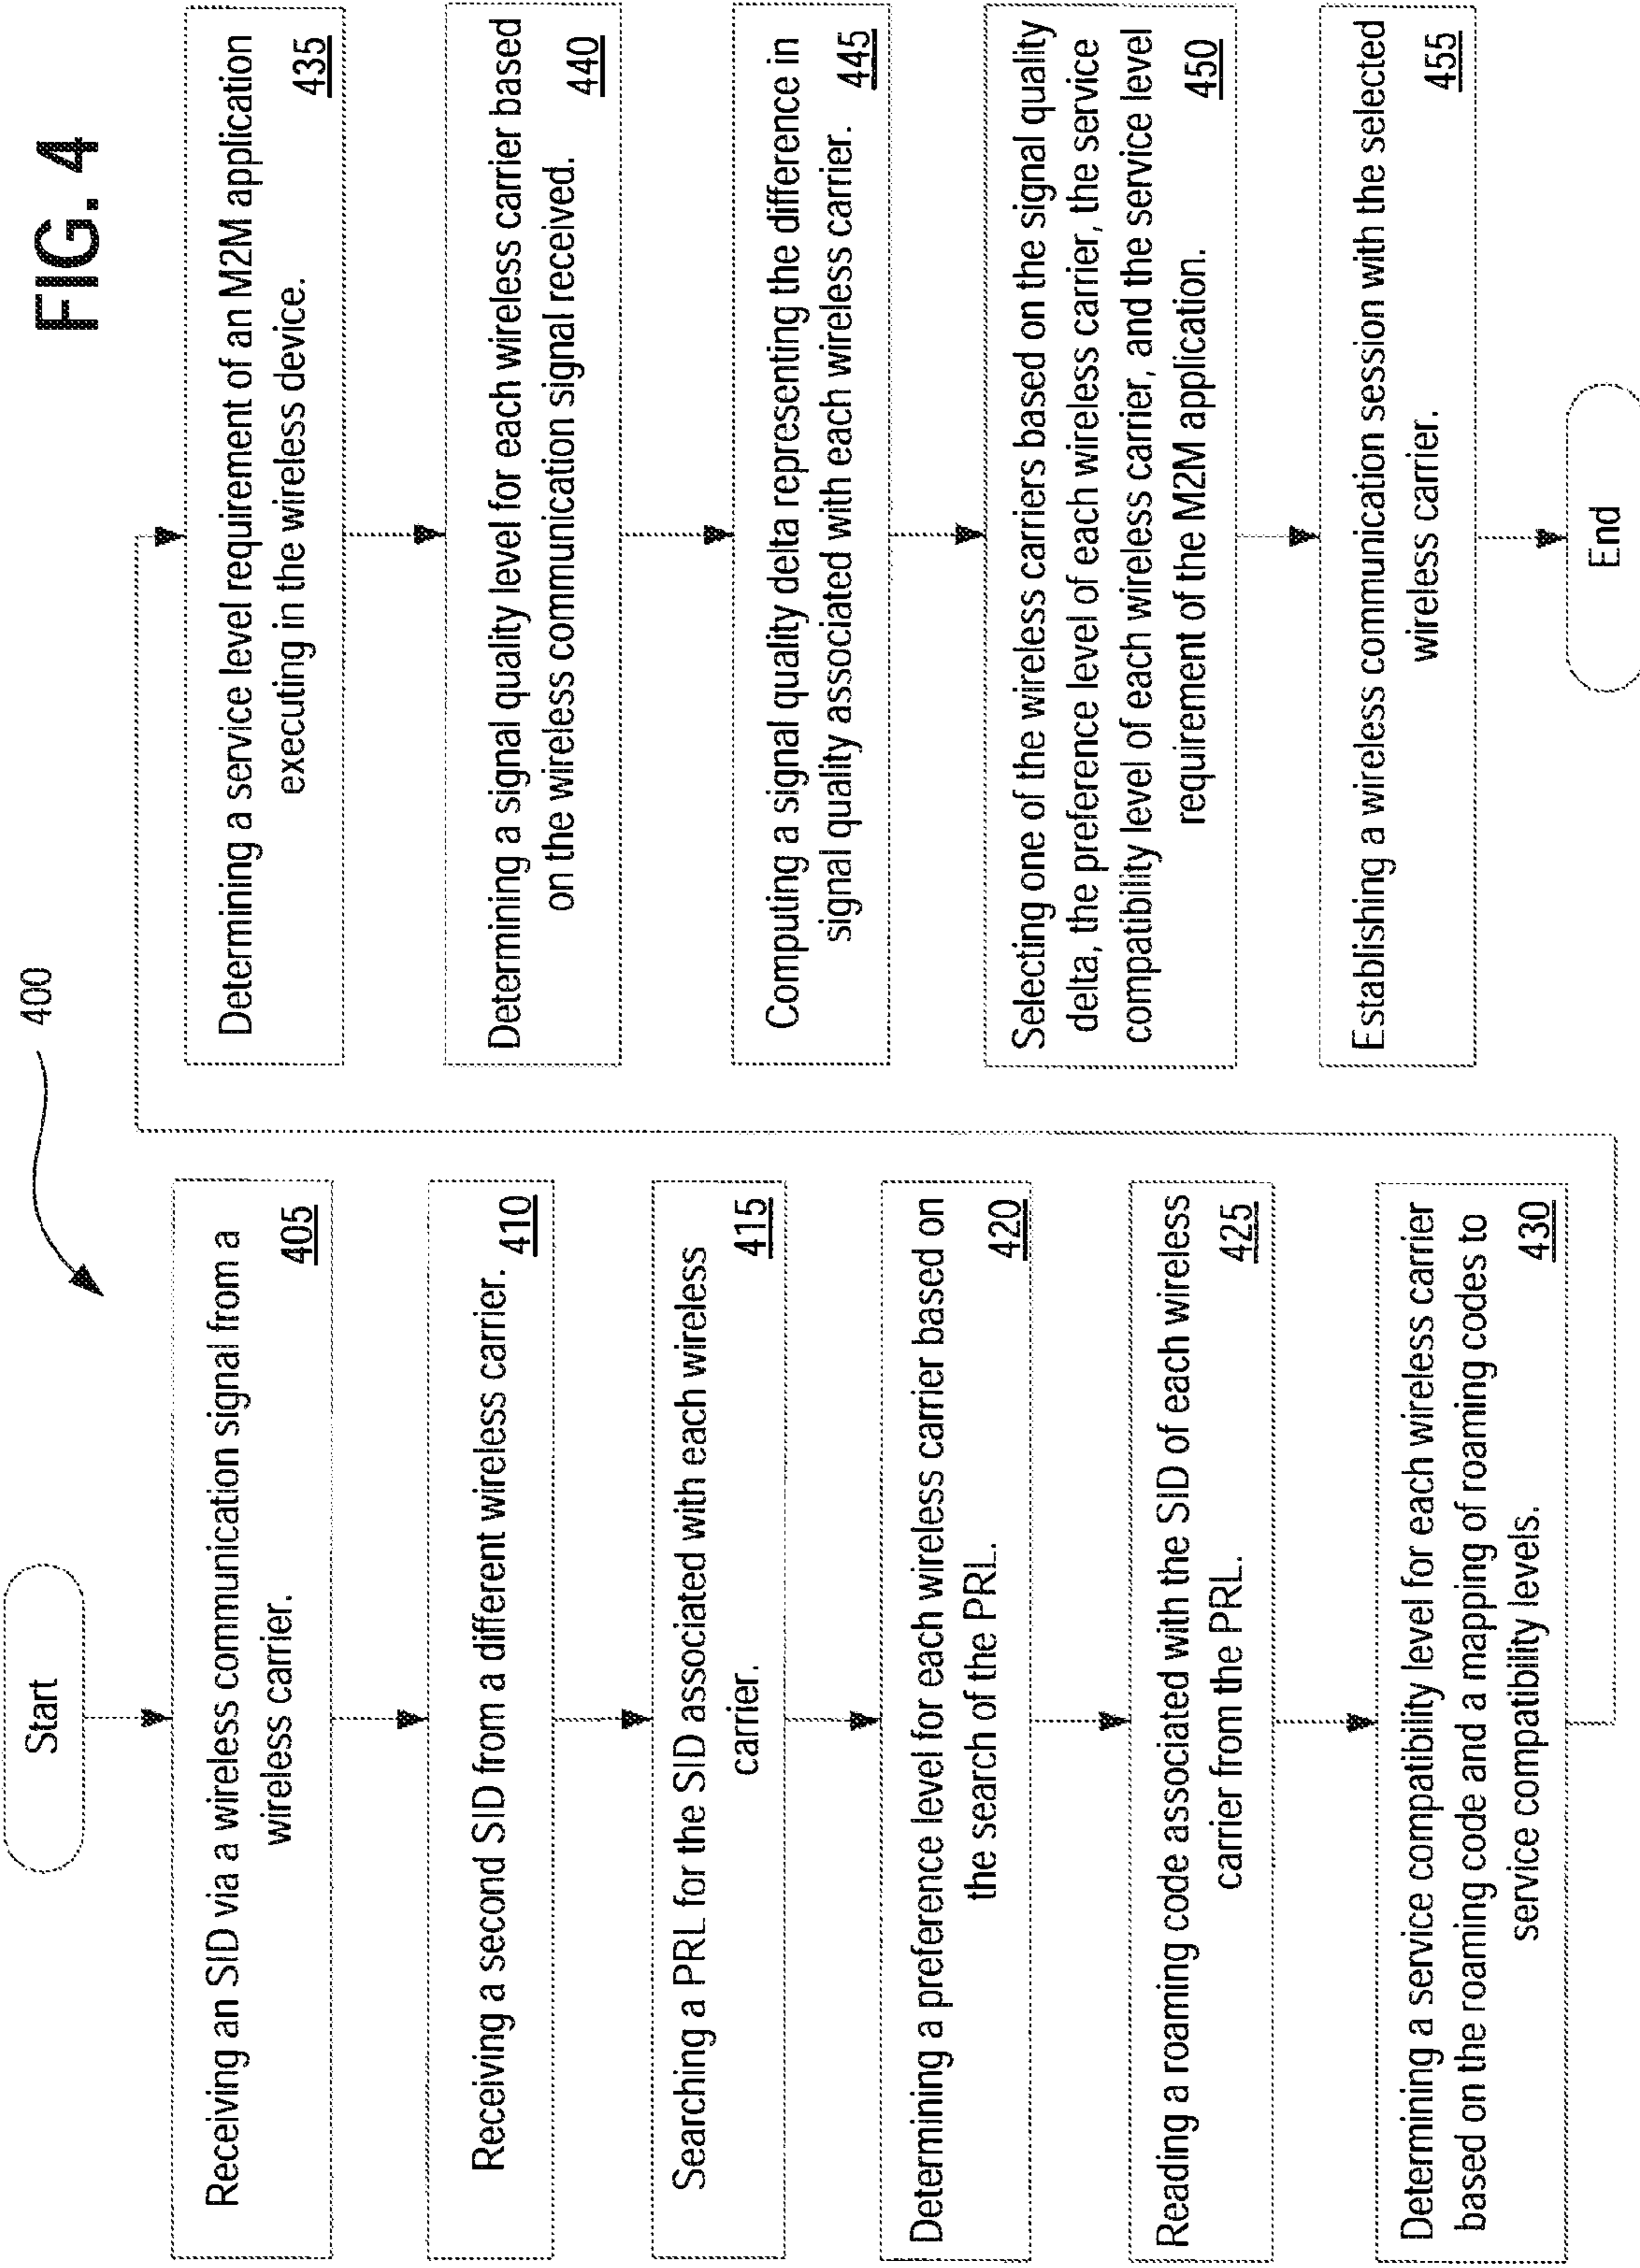 FIG. 4
400
Start
Receiving an SID via a wireless communication signal from a
wireless carrier.
405
Receiving a second SID from a different wireless carrier.
410
Searching a PRL for the SID associated with each wireless
carrier.
415
Determining a preference level for each wireless carrier based on
the search of the PRL.
420
Reading a roaming code associated with the SID of each wireless
carrier from the PRL.
425
Determining a service compatibility level for each wireless carrier
based on the roaming code and a mapping of roaming codes to
service compatibility levels.
430
Determining a service level requirement of an M2M application
executing in the wireless device.
435
Determining a signal quality level for each wireless carrier based
on the wireless communication signal received.
440
Computing a signal quality delta representing the difference in
signal quality associated with each wireless carrier.
445
Selecting one of the wireless carriers based on the signal quality
delta, the preference level of each wireless carrier, the service
compatibility level of each wireless carrier, and the service level
requirement of the M2M application.
450
Establishing a wireless communication session with the selected
wireless carrier.
455
End